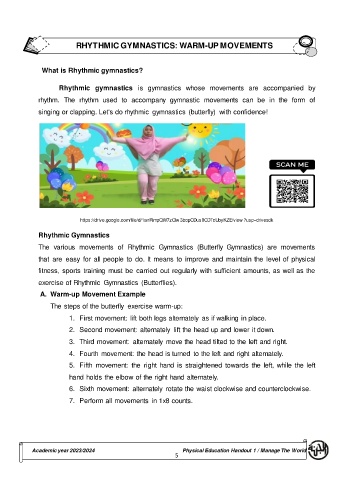 RHYTHMIC GYMNASTICS: WARM-UP MOVEMENTS
What is Rhythmic gymnastics?
Rhythmic gymnastics is gymnastics whose movements are accompanied by
rhythm. The rhythm used to accompany gymnastic movements can be in the form of
singing or clapping. Let's do rhythmic gymnastics (butterfly) with confidence!
SCAN ME
Rhythmic Gymnastics
The various movements of Rhythmic Gymnastics (Butterfly Gymnastics) are movements
that are easy for all people to do. It means to improve and maintain the level of physical
fitness, sports training must be carried out regularly with sufficient amounts, as well as the
exercise of Rhythmic Gymnastics (Butterflies).
A. Warm-up Movement Example
The steps of the butterfly exercise warm-up:
1. First movement: lift both legs alternately as if walking in place.
2. Second movement: alternately lift the head up and lower it down.
3. Third movement: alternately move the head tilted to the left and right.
4. Fourth movement: the head is turned to the left and right alternately.
5. Fifth movement: the right hand is straightened towards the left, while the left
hand holds the elbow of the right hand alternately.
6. Sixth movement: alternately rotate the waist clockwise and counterclockwise.
7. Perform all movements in 1x8 counts.
Academic year 2023/2024
Physical Education Handout 1 / Manage The World
5